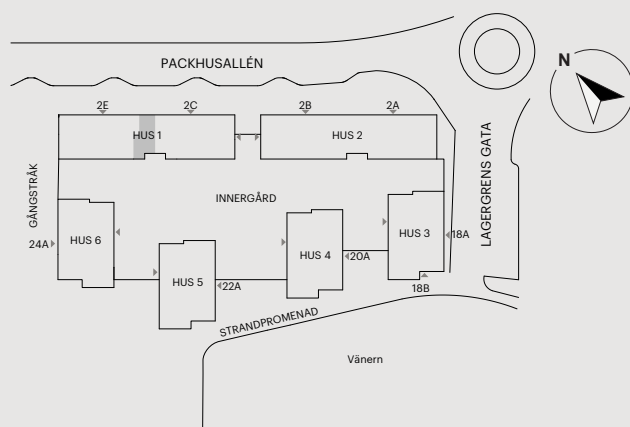 N
PACKHUSALLÉN
2E
2C
2B
2A
HUS 1
HUS 2
LAGERGRENS GATA
GÅNGSTRÅK
INNERGÅRD
24A
HUS 6
HUS 5
22A
HUS 4
20A
HUS 3
18A
18B
STRANDPROMENAD
Vänern